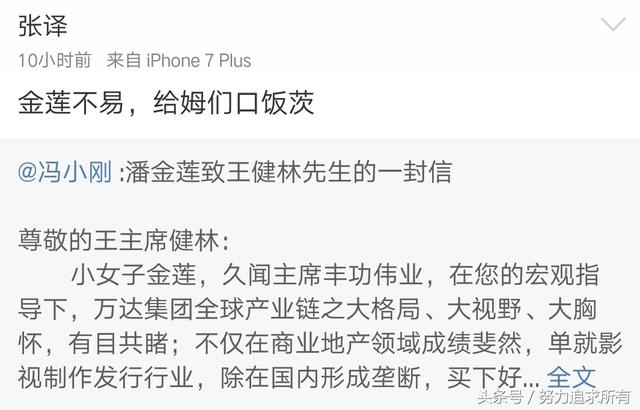 张译
10小时前 来自 iPhone 7 Plus
金莲不易，给姆们口饭茨
@冯小刚 :潘金莲致王健林先生的一封信
尊敬的王主席健林：
小女子金莲，久闻主席丰功伟业，在您的宏观指
导下，万达集团全球产业链之大格局、大视野、大胸
怀，有目共睹；不仅在商业地产领域成绩斐然，单就影
视制作发行行业，除在国内形成垄断，买下好... 全文
头条号／努力追求所有